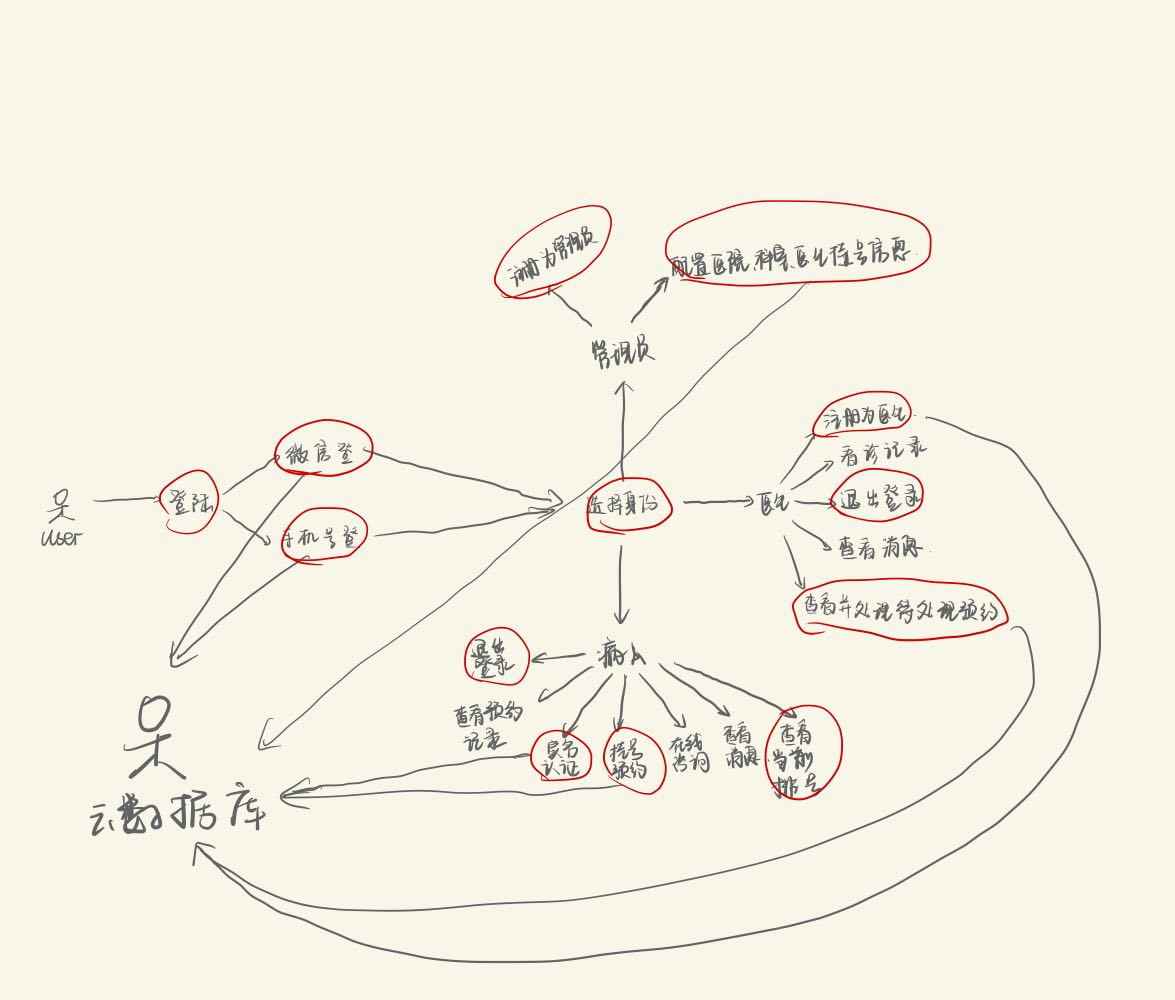 注册为管理员
配置医院、科室、医生挂号信息.
管理员
注册为医生
微信登
看诊记录
登陆
选择身份
医生
退出登录
user
手机号登
查看消息.
查看并处理待处理预约
退出
登录
病人
查看预约
记录
实名
认证
挂号
预约
在线
咨询
查看
消息
查看
当前
排号
云数据库